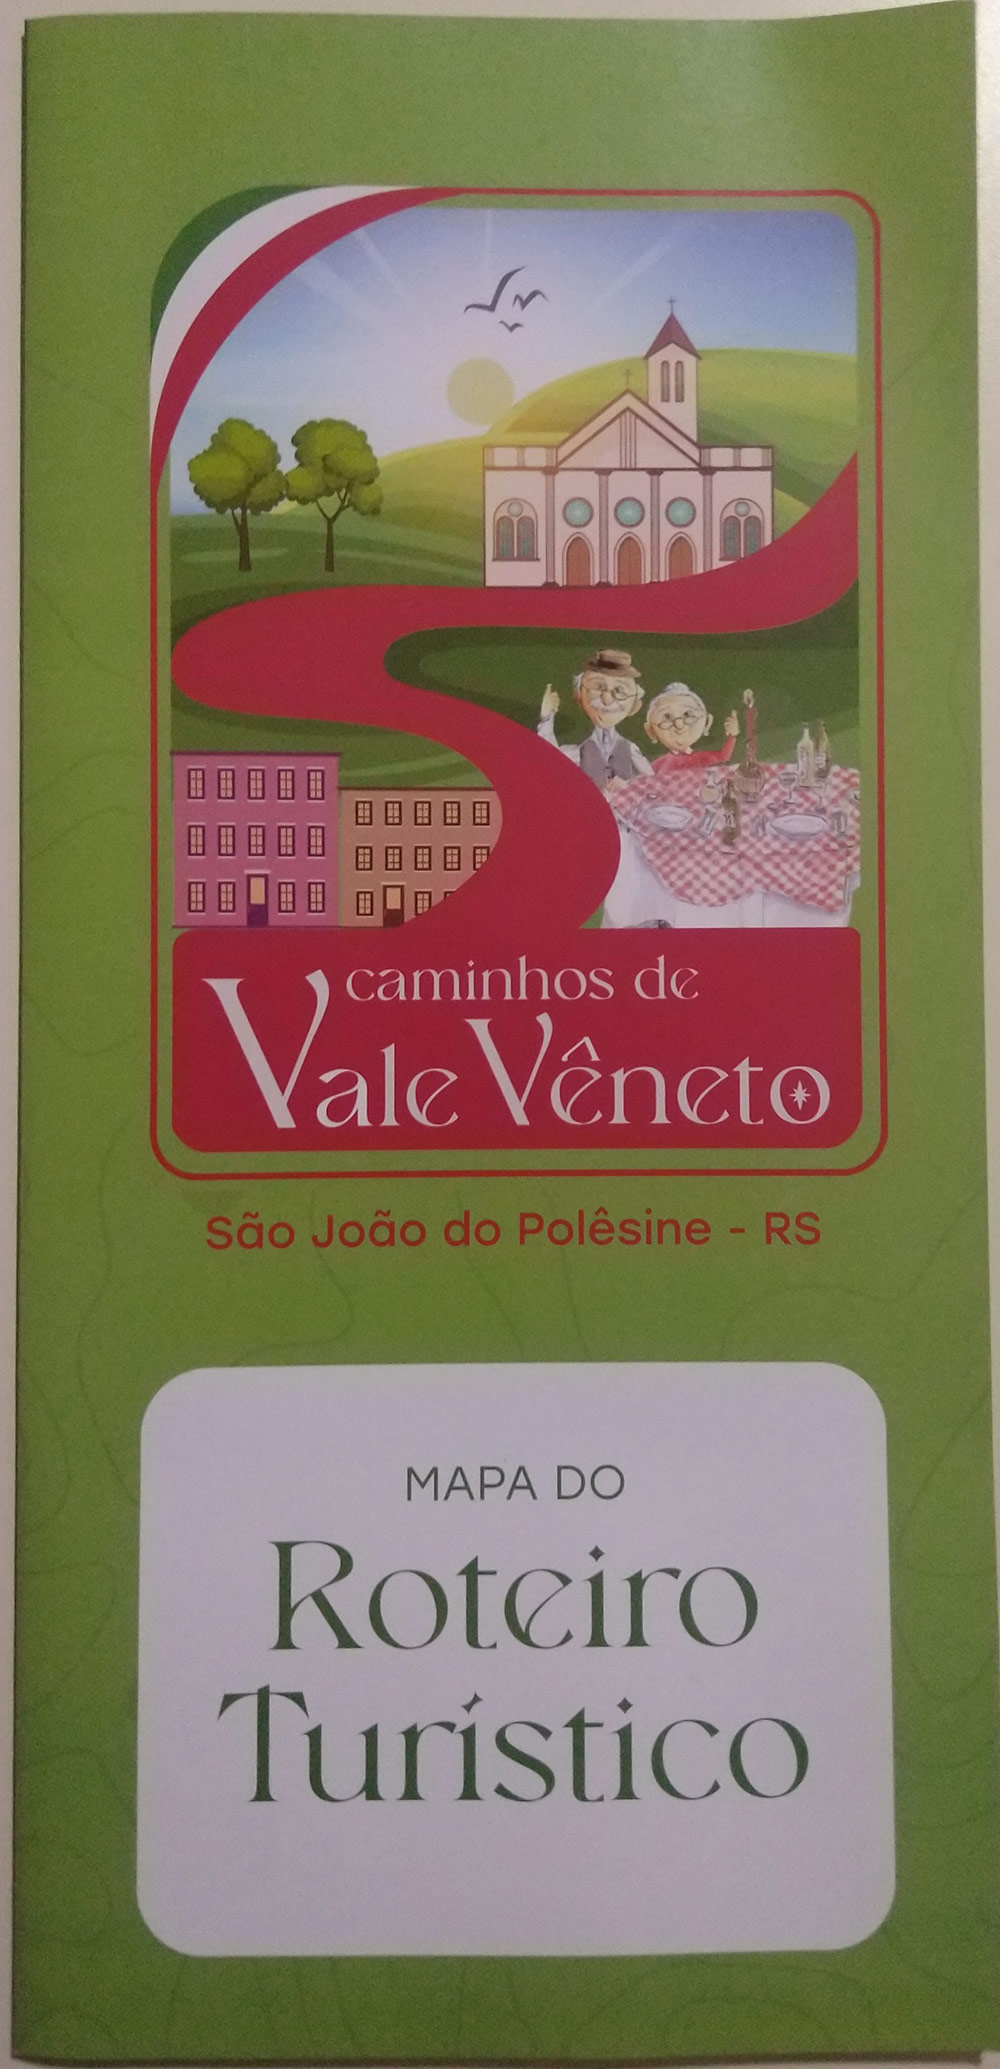 caminhos de
Vale Vêneto
São João do Polêsine - RS
MAPA DO
Roteiro
Turístico